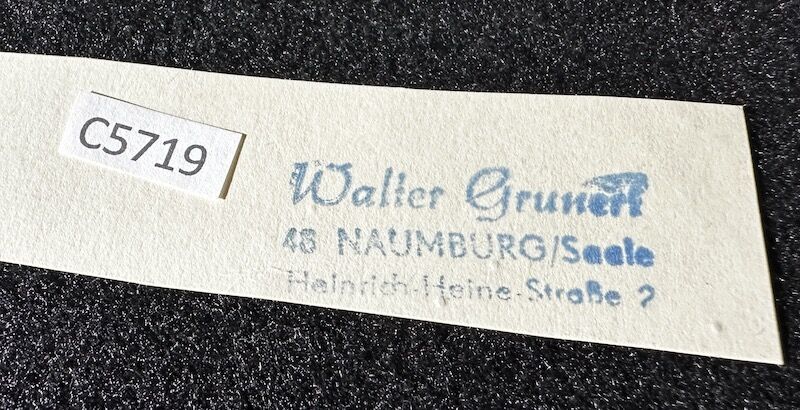 C5719
Walter Grunert
48 NAUMBURG/Saale
Heinrich-Heine-Straße 2